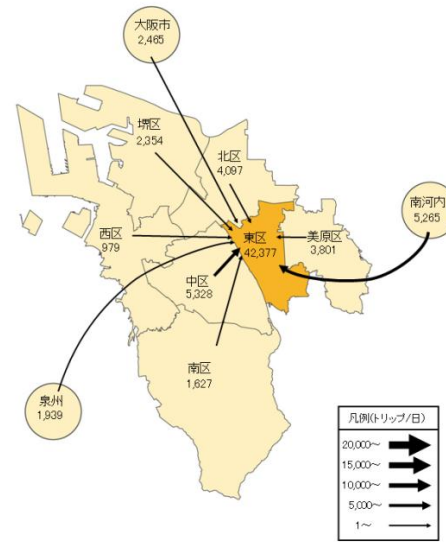 大阪市
2,465
堺区
2,354
北区
4,097
南河内
5,265
西区
979
東区
42,377
美原区
3,801
中区
5,328
南区
1,627
泉州
1,939
凡例(トリップ/日)
20,000～
15,000～
10,000～
5,000～
1～